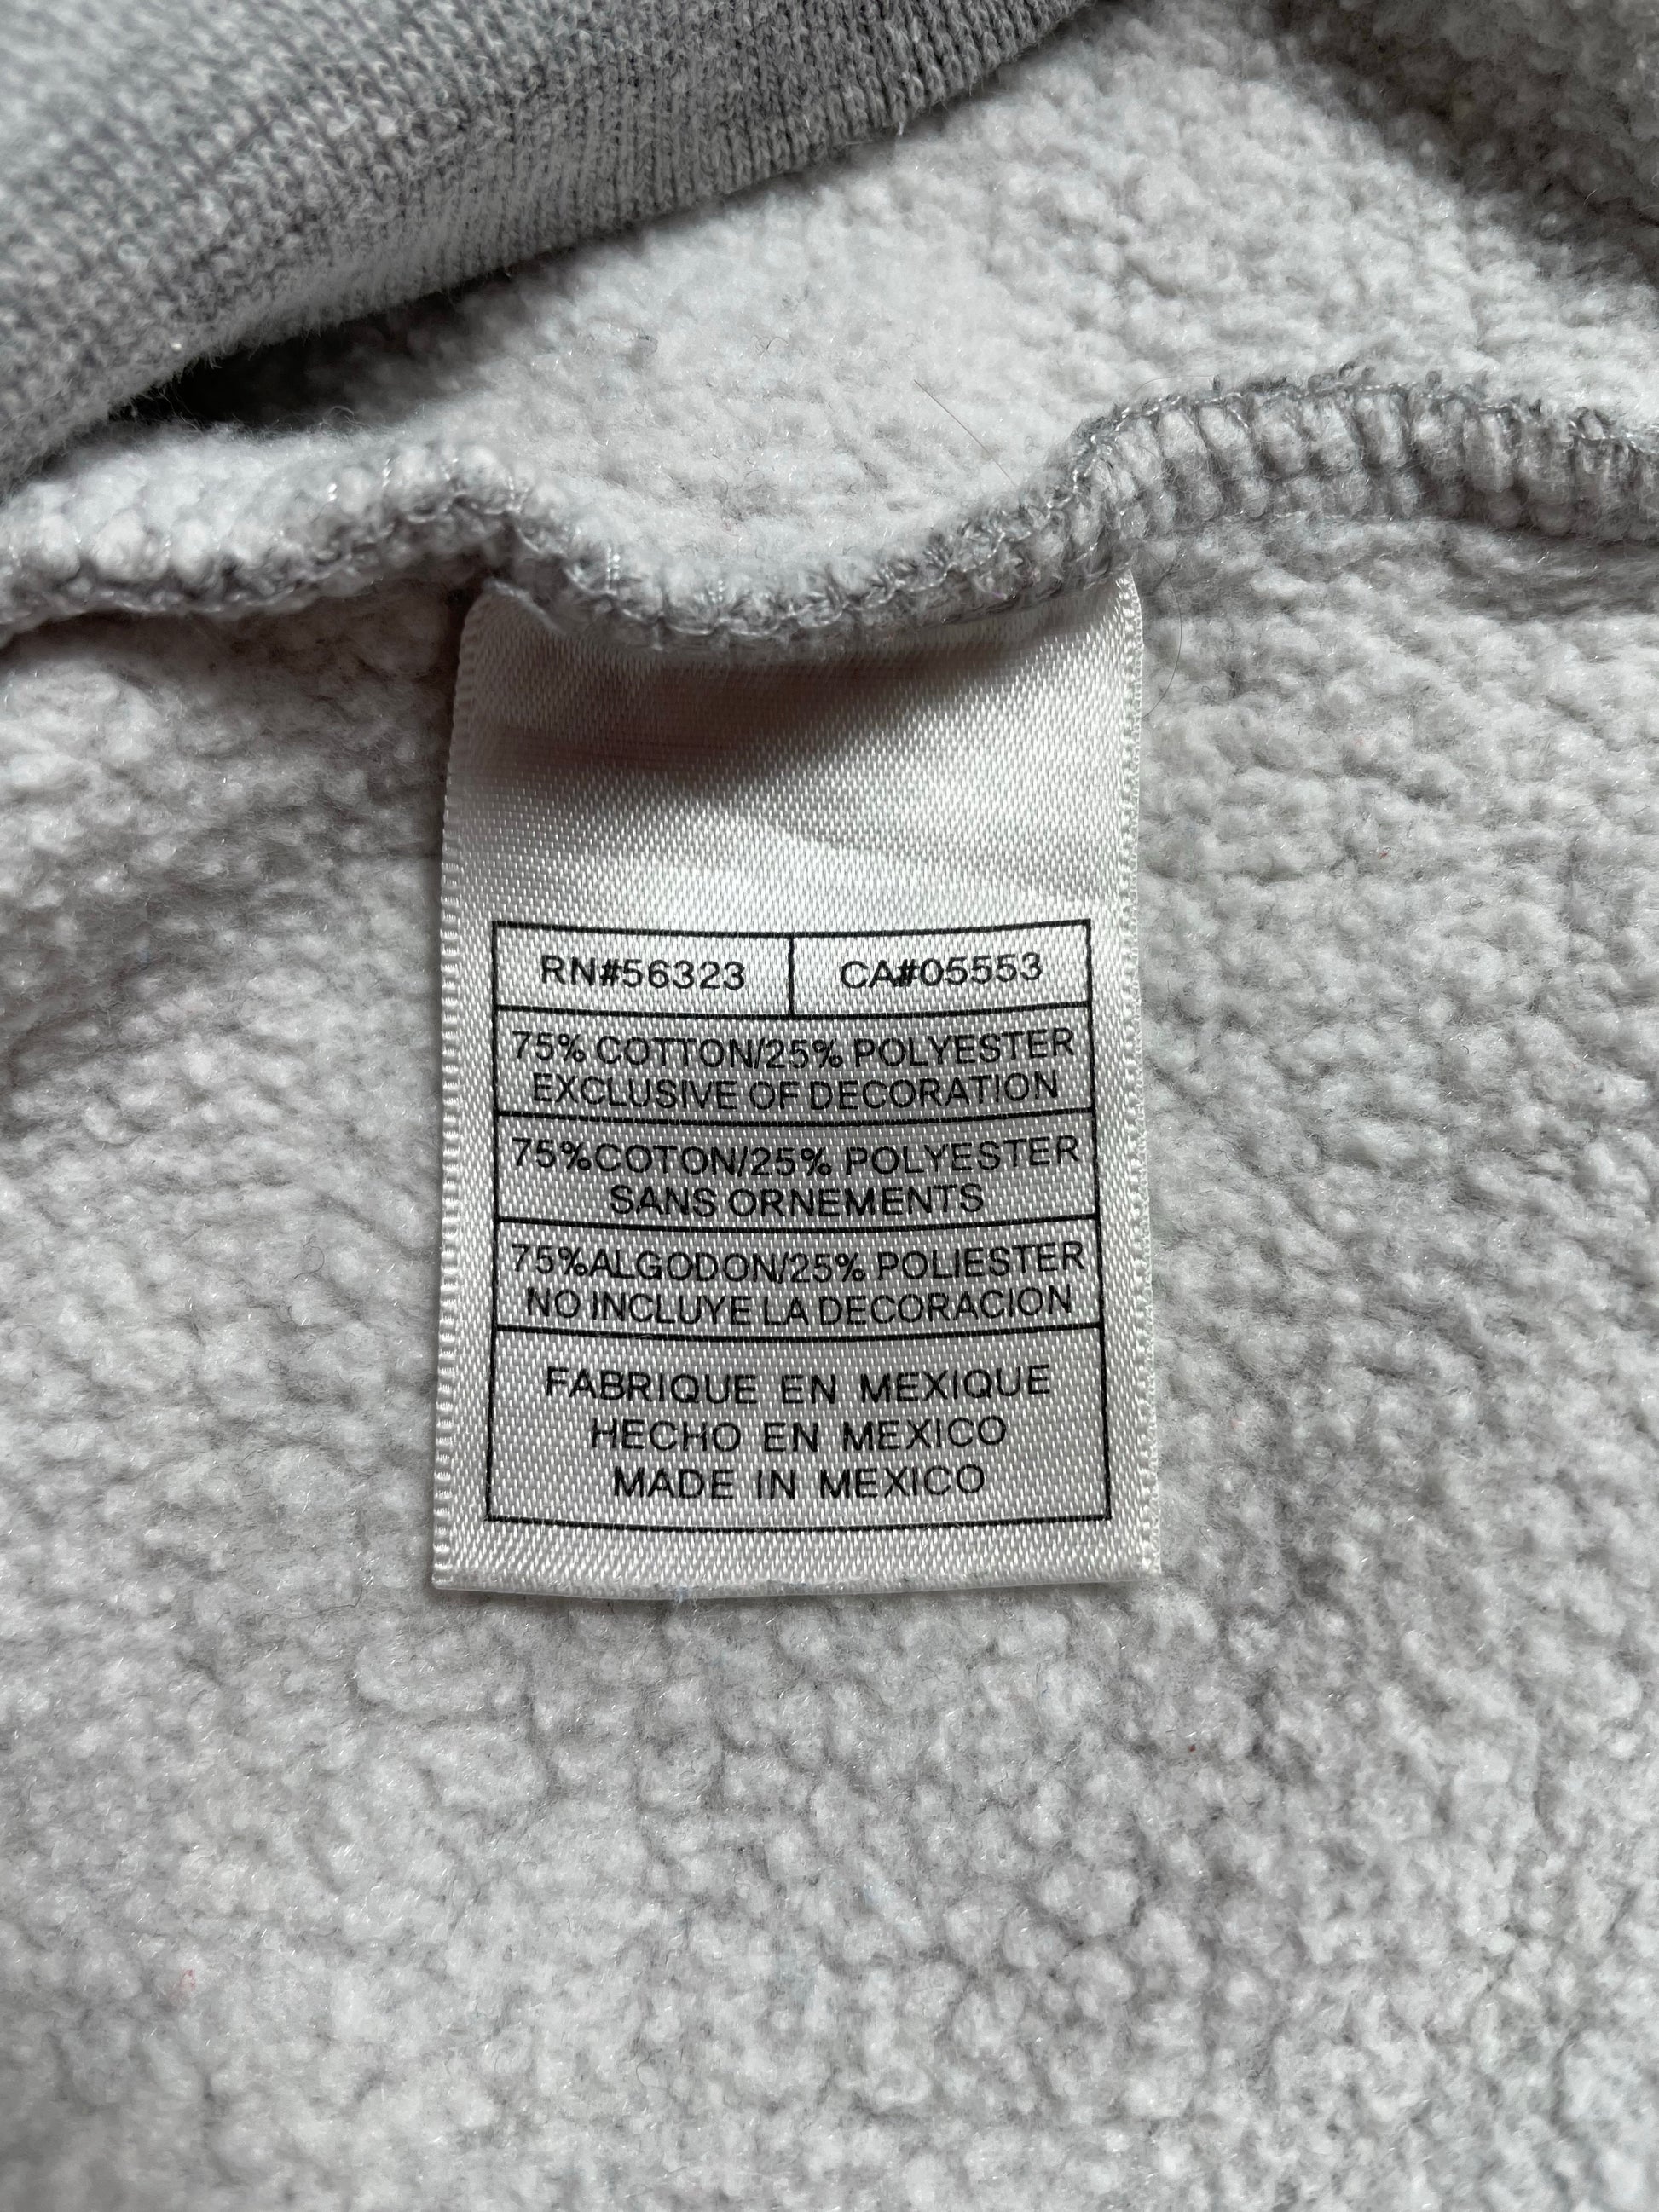 RN#56323 CA#05553
75% COTTON/25% POLYESTER
EXCLUSIVE OF DECORATION
75%COTON/25% POLYESTER
SANS ORNEMENTS
75%ALGODON/25% POLIESTER
NO INCLUYE LA DECORACION
FABRIQUE EN MEXIQUE
HECHO EN MEXICO
MADE IN MEXICO